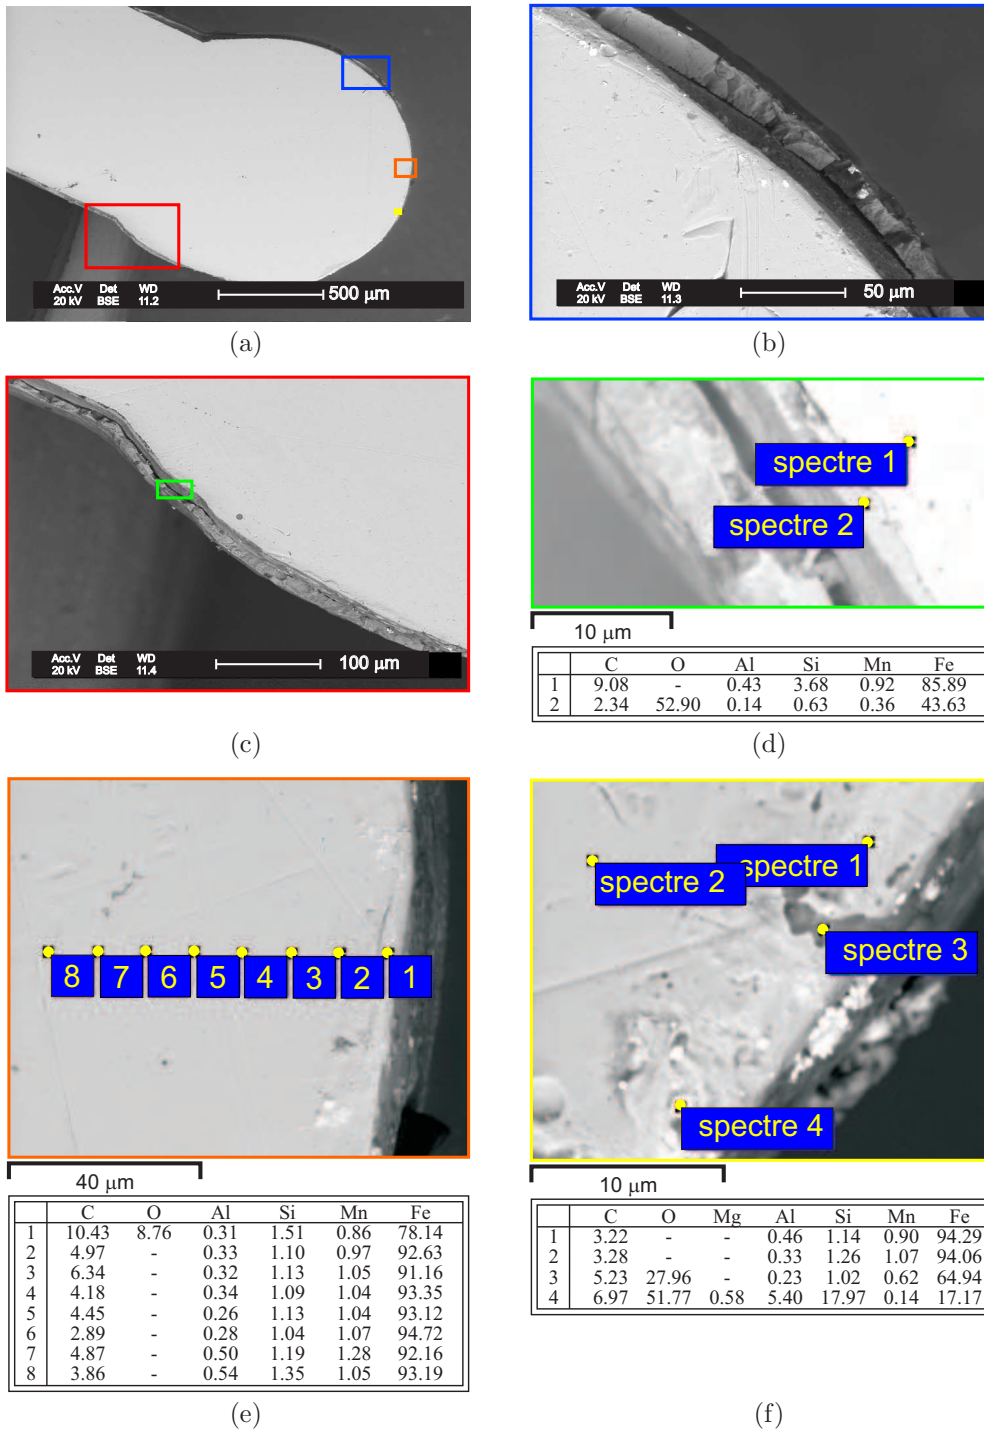 Acc.V Det WD
20 kV BSE 11.2
500 μm
(a)
Acc.V Det WD
20 kV BSE 11.3
50 μm
(b)
Acc.V Det WD
20 kV BSE 11.4
100 μm
(c)
spectre 1
spectre 2
10 μm
C O Al Si Mn Fe
1 9.08 - 0.43 3.68 0.92 85.89
2 2.34 52.90 0.14 0.63 0.36 43.63
(d)
8 7 6 5 4 3 2 1
40 μm
C O Al Si Mn Fe
1 10.43 8.76 0.31 1.51 0.86 78.14
2 4.97 - 0.33 1.10 0.97 92.63
3 6.34 - 0.32 1.13 1.05 91.16
4 4.18 - 0.34 1.09 1.04 93.35
5 4.45 - 0.26 1.13 1.04 93.12
6 2.89 - 0.28 1.04 1.07 94.72
7 4.87 - 0.50 1.19 1.28 92.16
8 3.86 - 0.54 1.35 1.05 93.19
(e)
spectre 1
spectre 2
spectre 3
spectre 4
10 μm
C O Mg Al Si Mn Fe
1 3.22 - - 0.46 1.14 0.90 94.29
2 3.28 - - 0.33 1.26 1.07 94.06
3 5.23 27.96 - 0.23 1.02 0.62 64.94
4 6.97 51.77 0.58 5.40 17.97 0.14 17.17
(f)